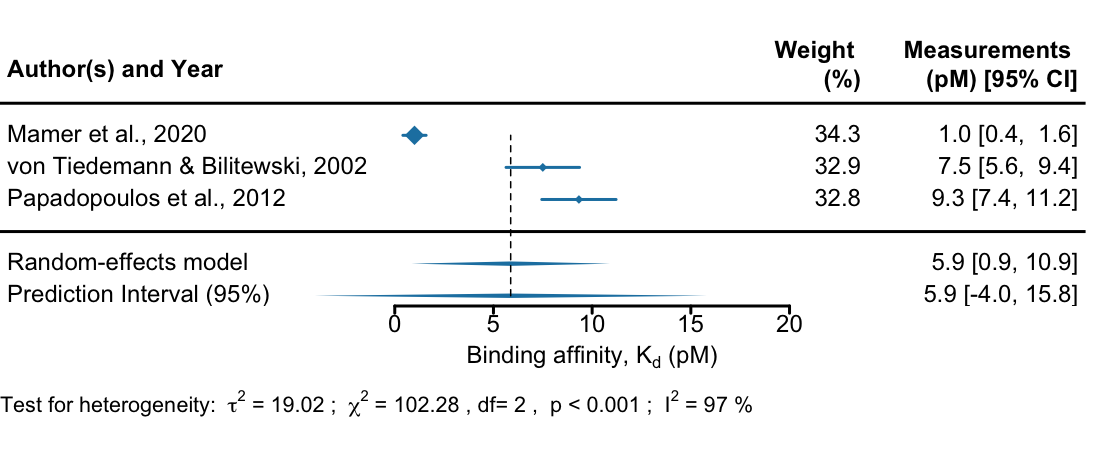 Author(s) and Year Weight (%) Measurements (pM) [95% CI]
Mamer et al., 2020 34.3 1.0 [0.4, 1.6]
von Tiedemann & Bilitewski, 2002 32.9 7.5 [5.6, 9.4]
Papadopoulos et al., 2012 32.8 9.3 [7.4, 11.2]
Random-effects model 5.9 [0.9, 10.9]
Prediction Interval (95%) 5.9 [-4.0, 15.8]
0 5 10 15 20
Binding affinity, Kd (pM)
Test for heterogeneity: τ2 = 19.02 ; χ2 = 102.28 , df= 2 , p < 0.001 ; I2 = 97 %